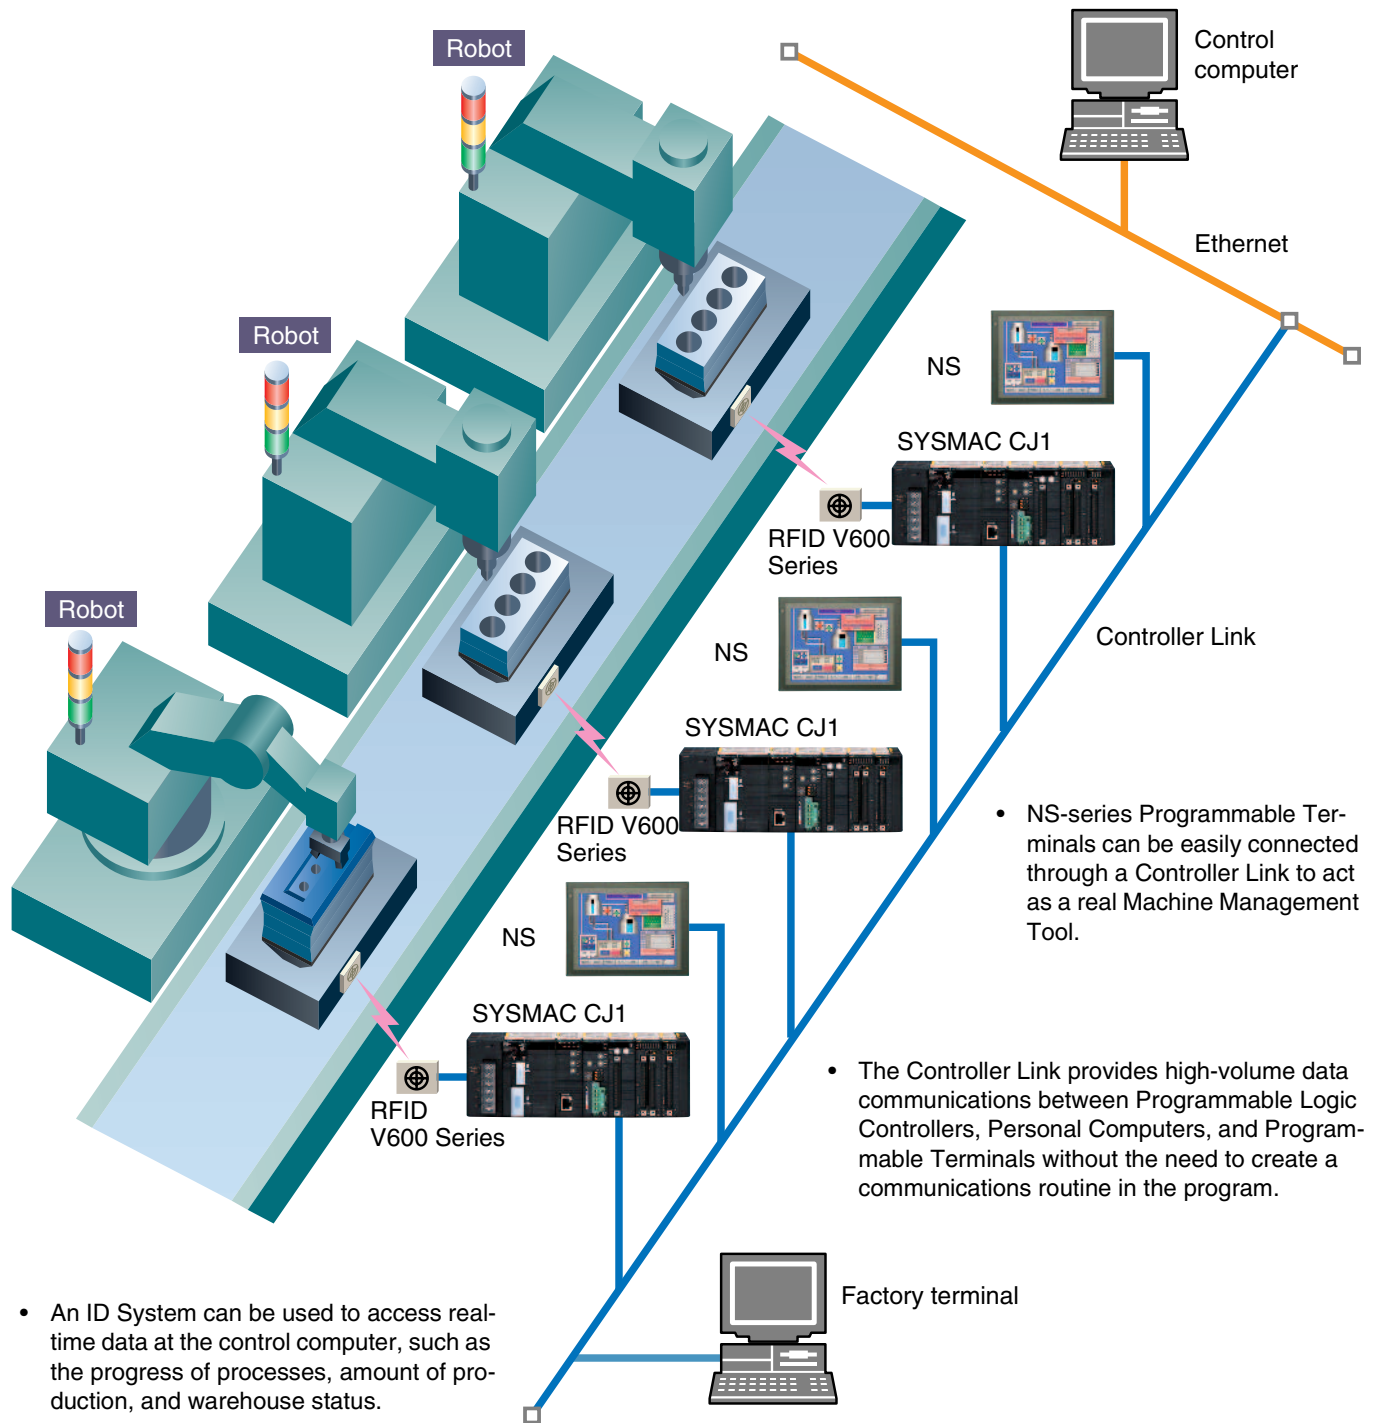 Robot
Control
computer
Ethernet
Robot
NS
SYSMAC CJ1
RFID V600
Series
Robot
NS
Controller Link
SYSMAC CJ1
RFID V600
Series
• NS-series Programmable Ter-
minals can be easily connected
through a Controller Link to act
as a real Machine Management
Tool.
NS
SYSMAC CJ1
RFID
V600 Series
• The Controller Link provides high-volume data
communications between Programmable Logic
Controllers, Personal Computers, and Program-
mable Terminals without the need to create a
communications routine in the program.
Factory terminal
• An ID System can be used to access real-
time data at the control computer, such as
the progress of processes, amount of pro-
duction, and warehouse status.